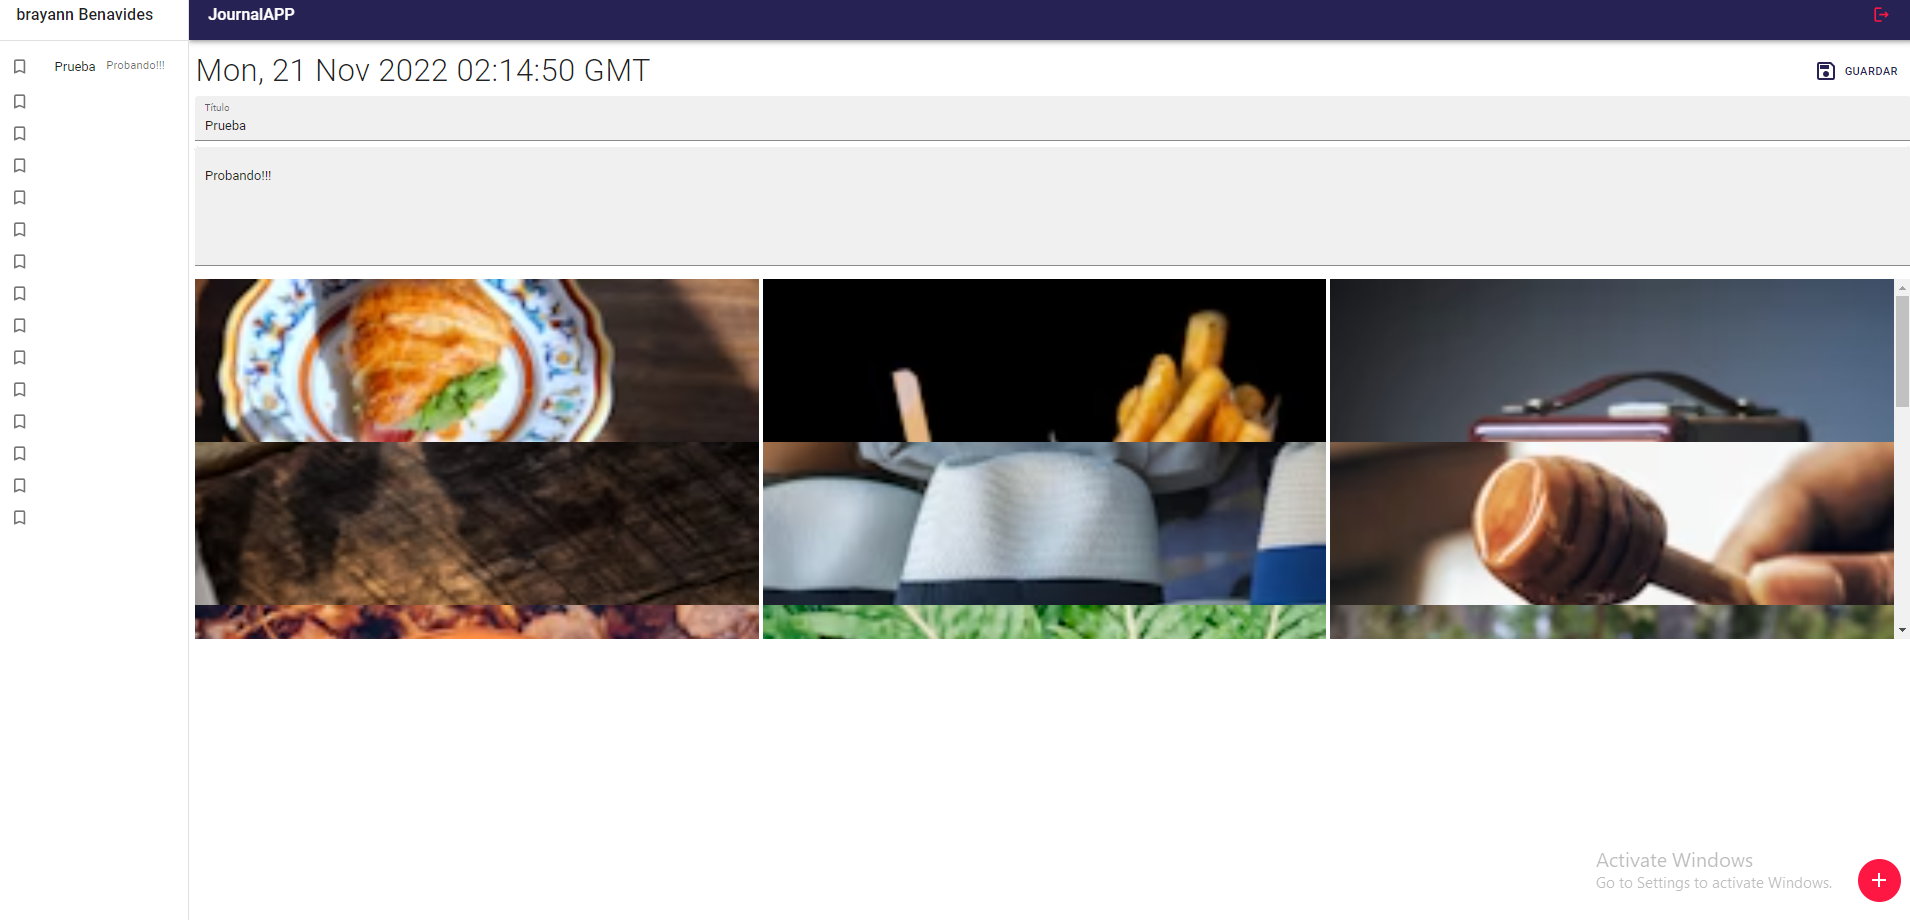 brayann Benavides
JournalAPP
Prueba Probando!!!
Mon, 21 Nov 2022 02:14:50 GMT
GUARDAR
Título
Prueba
Probando!!!
Activate Windows
Go to Settings to activate Windows.